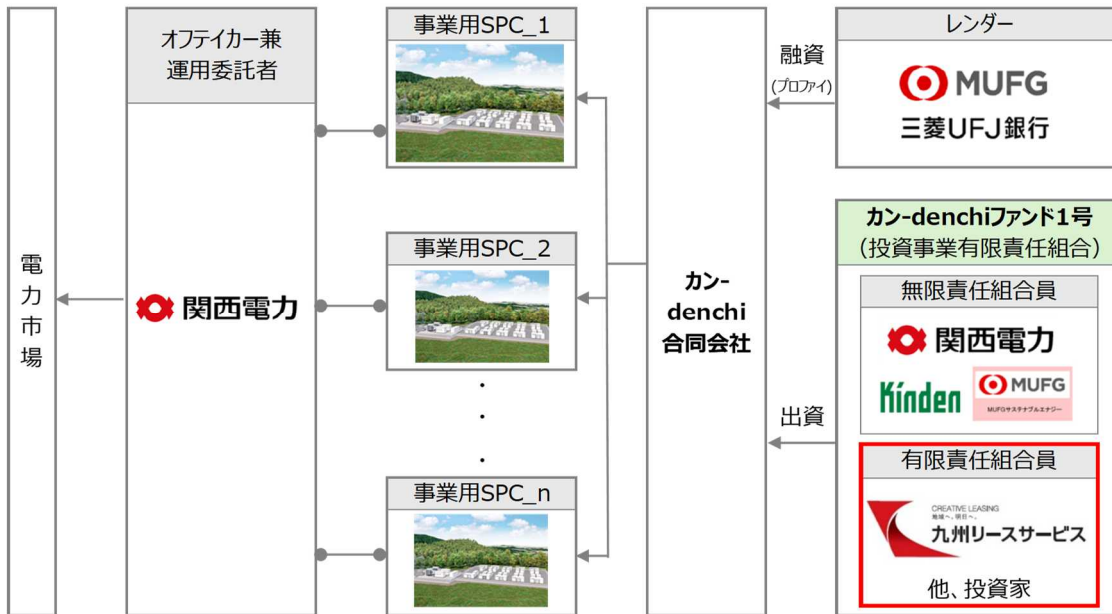 電力市場
オフテイカー兼
運用委託者
関西電力
事業用SPC_1
事業用SPC_2
・
・
・
事業用SPC_n
カン-
denchi
合同会社
融資
(プロファイ)
出資
レンダー
MUFG
三菱UFJ銀行
カン-denchiファンド1号
(投資事業有限責任組合)
無限責任組合員
関西電力
Kinden
MUFG
MUFGサステナブルエナジー
有限責任組合員
CREATIVE LEASING
地域へ。明日へ。
九州リースサービス
他、投資家